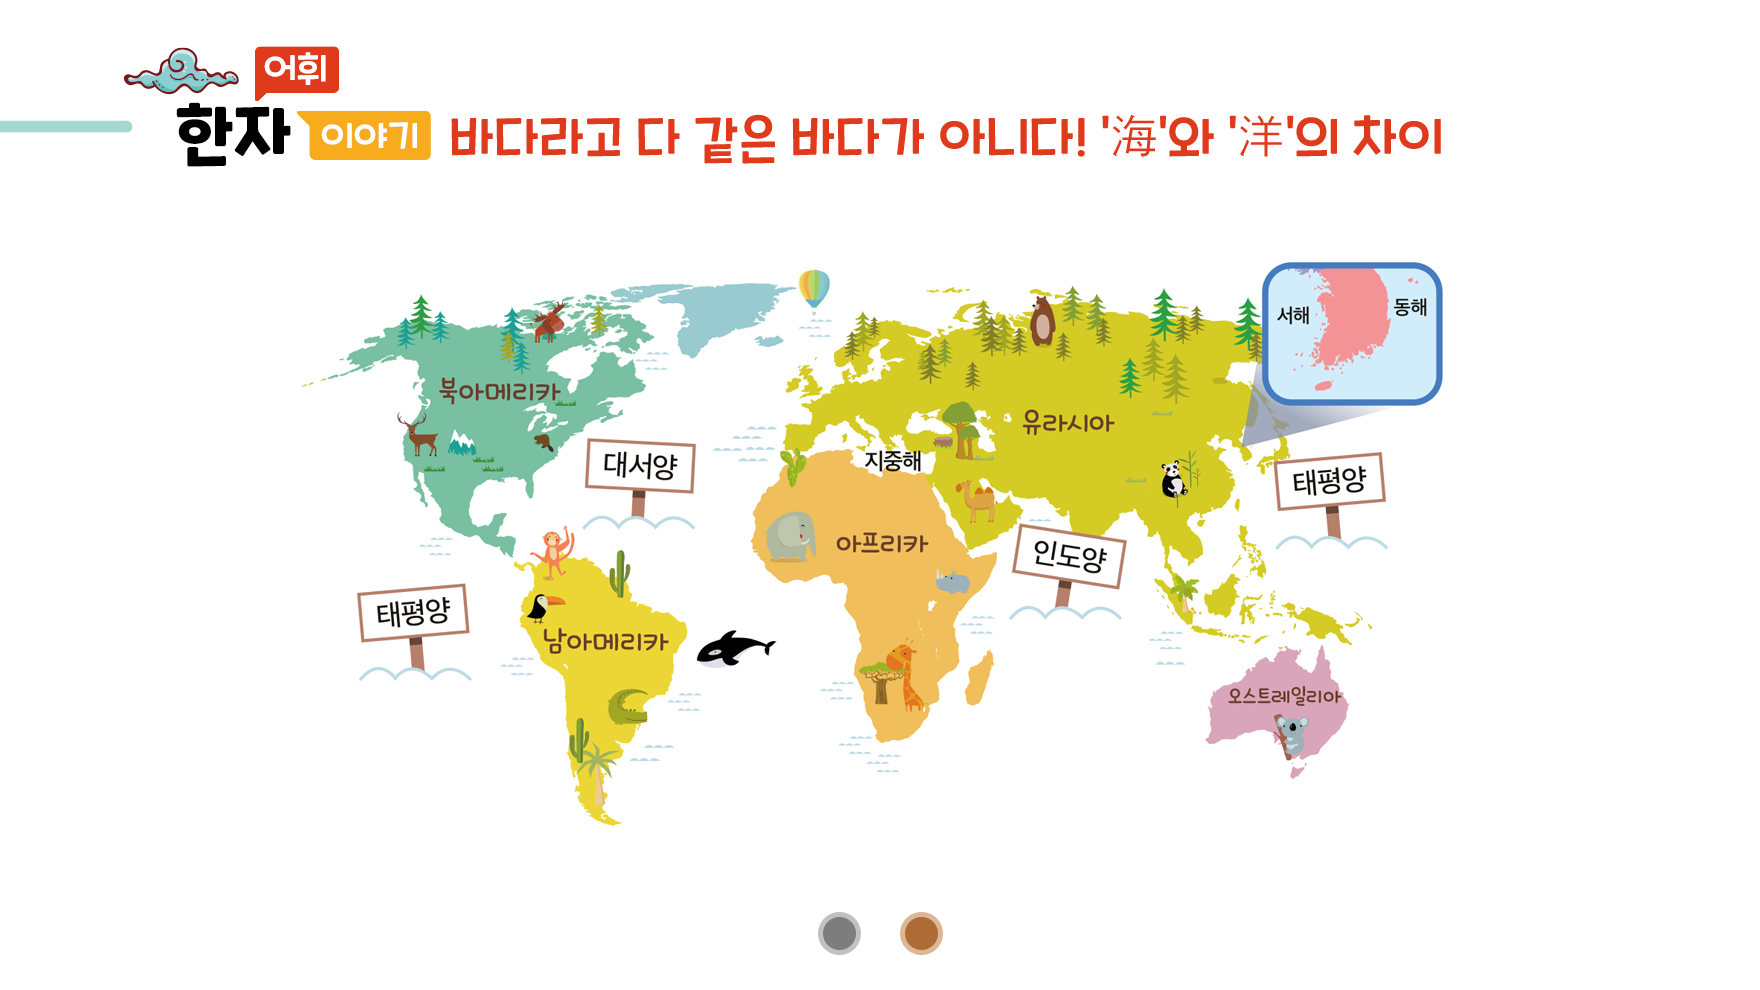 어휘
한자 이야기 바다라고 다 같은 바다가 아니다! '海'와 '洋'의 차이
서해
동해
북아메리카
유라시아
대서양
지중해
태평양
아프리카
인도양
태평양
남아메리카
오스트레일리아